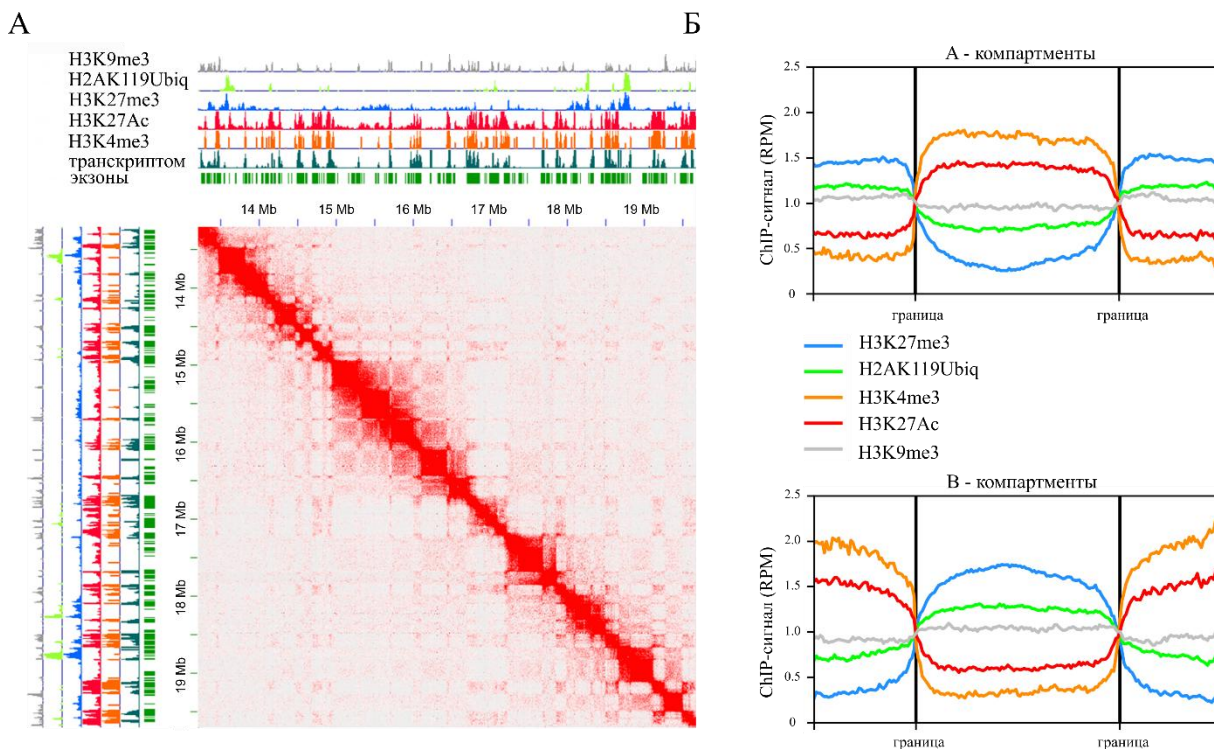 А
H3K9me3
H2AK119Ubiq
H3K27me3
H3K27Ac
H3K4me3
транскриптом
экзоны
14 Mb 15 Mb 16 Mb 17 Mb 18 Mb 19 Mb
14 Mb
15 Mb
16 Mb
17 Mb
18 Mb
19 Mb
Б
А - компартменты
ChIP-сигнал (RPM)
2.5
2.0
1.5
1.0
0.5
0
граница граница
H3K27me3
H2AK119Ubiq
H3K4me3
H3K27Ac
H3K9me3
В - компартменты
ChIP-сигнал (RPM)
2.5
2.0
1.5
1.0
0.5
0
граница граница